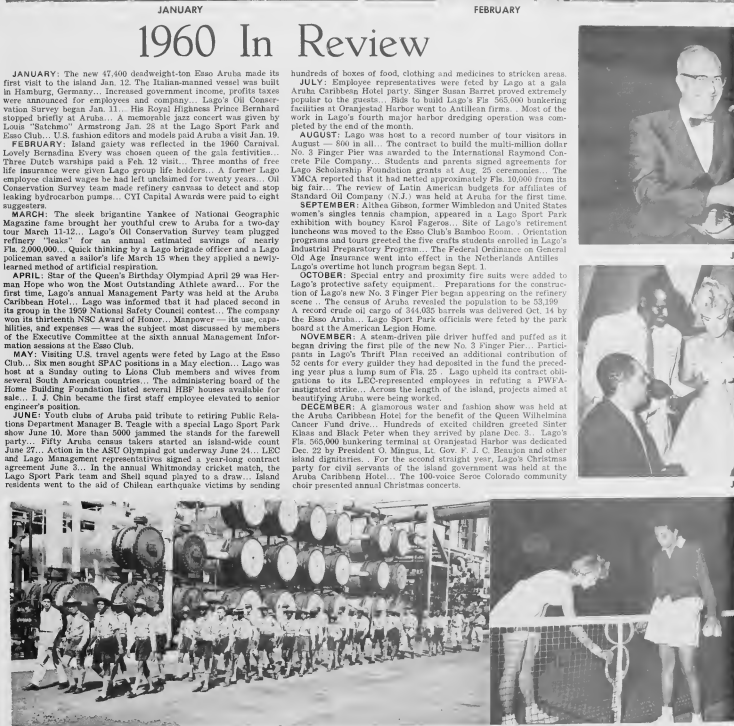 JANUARY
FEBRUARY
1960 In Review
JANUARY: The new 47,400 deadweight-ton Esso Aruba made its
first visit to the island Jan. 12. The Italian-manned vessel was built
in Hamburg, Germany... Increased government income, profits taxes
were announced for employees and company... Lago's Oil Conser-
vation Survey began Jan. 11... His Royal Highness Prince Bernhard
stopped briefly at Aruba... A memorable jazz concert was given by
Louis "Satchmo" Armstrong Jan. 28 at the Lago Sport Park and
Esso Club... U.S. fashion editors and models paid Aruba a visit Jan. 19.
FEBRUARY: Island gaiety was reflected in the 1960 Carnival.
Lovely Bernadina Every was chosen queen of the gala festivities...
Three Dutch warships paid a Feb. 12 visit... Three months of free
life insurance were given Lago group life holders... A former Lago
employee claimed wages he had left unclaimed for twenty years... Oil
Conservation Survey team made refinery canvass to detect and stop
leaking hydrocarbon pumps... CYI Capital Awards were paid to eight
suggesters.
MARCH: The sleek brigantine Yankee of National Geographic
Magazine fame brought her youthful crew to Aruba for a two-day
tour March 11-12... Lago's Oil Conservation Survey team plugged
refinery "leaks" for an annual estimated savings of nearly
Fls. 2,000,000... Quick thinking by a Lago brigade officer and a Lago
policeman saved a sailor's life March 15 when they applied a newly-
learned method of artificial respiration.
APRIL: Star of the Queen's Birthday Olympiad April 29 was Her-
man Hope who won the Most Outstanding Athlete award... For the
first time, Lago's annual Management Party was held at the Aruba
Caribbean Hotel... Lago was informed that it had placed second in
its group in the 1959 National Safety Council contest... The company
won its thirteenth NSC Award of Honor... Manpower — its use, capa-
bilities, and expenses — was the subject most discussed by members
of the Executive Committee at the sixth annual Management Infor-
mation sessions at the Esso Club.
MAY: Visiting U.S. travel agents were feted by Lago at the Esso
Club... Six men sought SPAC positions in a May election... Lago was
host at a Sunday outing to Lions Club members and wives from
several South American countries... The administering board of the
Home Building Foundation listed several HBF houses available for
sale... I. J. Chin became the first staff employee elevated to senior
engineer's position.
JUNE: Youth clubs of Aruba paid tribute to retiring Public Rela-
tions Department Manager B. Teagle with a special Lago Sport Park
show June 10. More than 5000 jammed the stands for the farewell
party... Fifty Aruba census takers started an island-wide count
June 27... Action in the ASU Olympiad got underway June 24... LEC
and Lago Management representatives signed a year-long contract
agreement June 3... In the annual Whitmonday cricket match, the
Lago Sport Park team and Shell squad played to a draw... Island
residents went to the aid of Chilean earthquake victims by sending
hundreds of boxes of food, clothing and medicines to stricken areas.
JULY: Employee representatives were feted by Lago at a gala
Aruba Caribbean Hotel party. Singer Susan Barret proved extremely
popular to the guests... Bids to build Lago's Fls 565,000 bunkering
facilities at Oranjestad Harbor went to Antillean firms.. Most of the
work in Lago's fourth major harbor dredging operation was com-
pleted by the end of the month.
AUGUST: Lago was host to a record number of tour visitors in
August — 800 in all... The contract to build the multi-million dollar
No. 3 Finger Pier was awarded to the International Raymond Con-
crete Pile Company... Students and parents signed agreements for
Lago Scholarship Foundation grants at Aug. 25 ceremonies... The
YMCA reported that it had netted approximately Fls. 10,000 from its
big fair... The review of Latin American budgets for affiliates of
Standard Oil Company (N.J.) was held at Aruba for the first time.
SEPTEMBER: Althea Gibson, former Wimbledon and United States
women's singles tennis champion, appeared in a Lago Sport Park
exhibition with bouncy Karol Fageros... Site of Lago's retirement
luncheons was moved to the Esso Club's Bamboo Room. . Orientation
programs and tours greeted the five crafts students enrolled in Lago's
Industrial Preparatory Program... The Federal Ordinance on General
Old Age Insurance went into effect in the Netherlands Antilles
Lago's overtime hot lunch program began Sept. 1.
OCTOBER: Special entry and proximity fire suits were added to
Lago's protective safety equipment. Preparations for the construc-
tion of Lago's new No. 3 Finger Pier began appearing on the refinery
scene .. The census of Aruba revealed the population to be 53,199
A record crude oil cargo of 344,035 barrels was delivered Oct. 14 by
the Esso Aruba... Lago Sport Park officials were feted by the park
board at the American Legion Home.
NOVEMBER: A steam-driven pile driver huffed and puffed as it
began driving the first pile of the new No. 3 Finger Pier... Partici-
pants in Lago's Thrift Plan received an additional contribution of
52 cents for every guilder they had deposited in the fund the preced-
ing year plus a lump sum of Fls. 25 . Lago upheld its contract obli-
gations to its LEC-represented employees in refuting a PWFA-
instigated strike... Across the length of the island, projects aimed at
beautifying Aruba were being worked.
DECEMBER: A glamorous water and fashion show was held at
the Aruba Caribbean Hotel for the benefit of the Queen Wilhelmina
Cancer Fund drive... Hundreds of excited children greeted Sinter
Klaas and Black Peter when they arrived by plane Dec. 3.. Lago's
Fls. 565,000 bunkering terminal at Oranjestad Harbor was dedicated
Dec. 22 by President O. Mingus, Lt. Gov. F. J. C. Beaujon and other
island dignitaries. . For the second straight year, Lago's Christmas
party for civil servants of the island government was held at the
Aruba Caribbean Hotel... The 100-voice Seroe Colorado community
choir presented annual Christmas concerts.